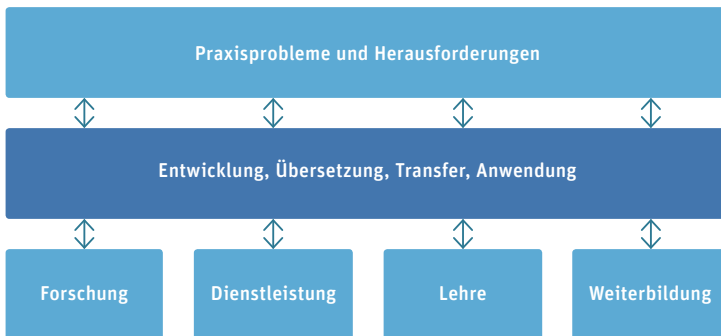 Praxisprobleme und Herausforderungen
Entwicklung, Übersetzung, Transfer, Anwendung
Forschung
Dienstleistung
Lehre
Weiterbildung